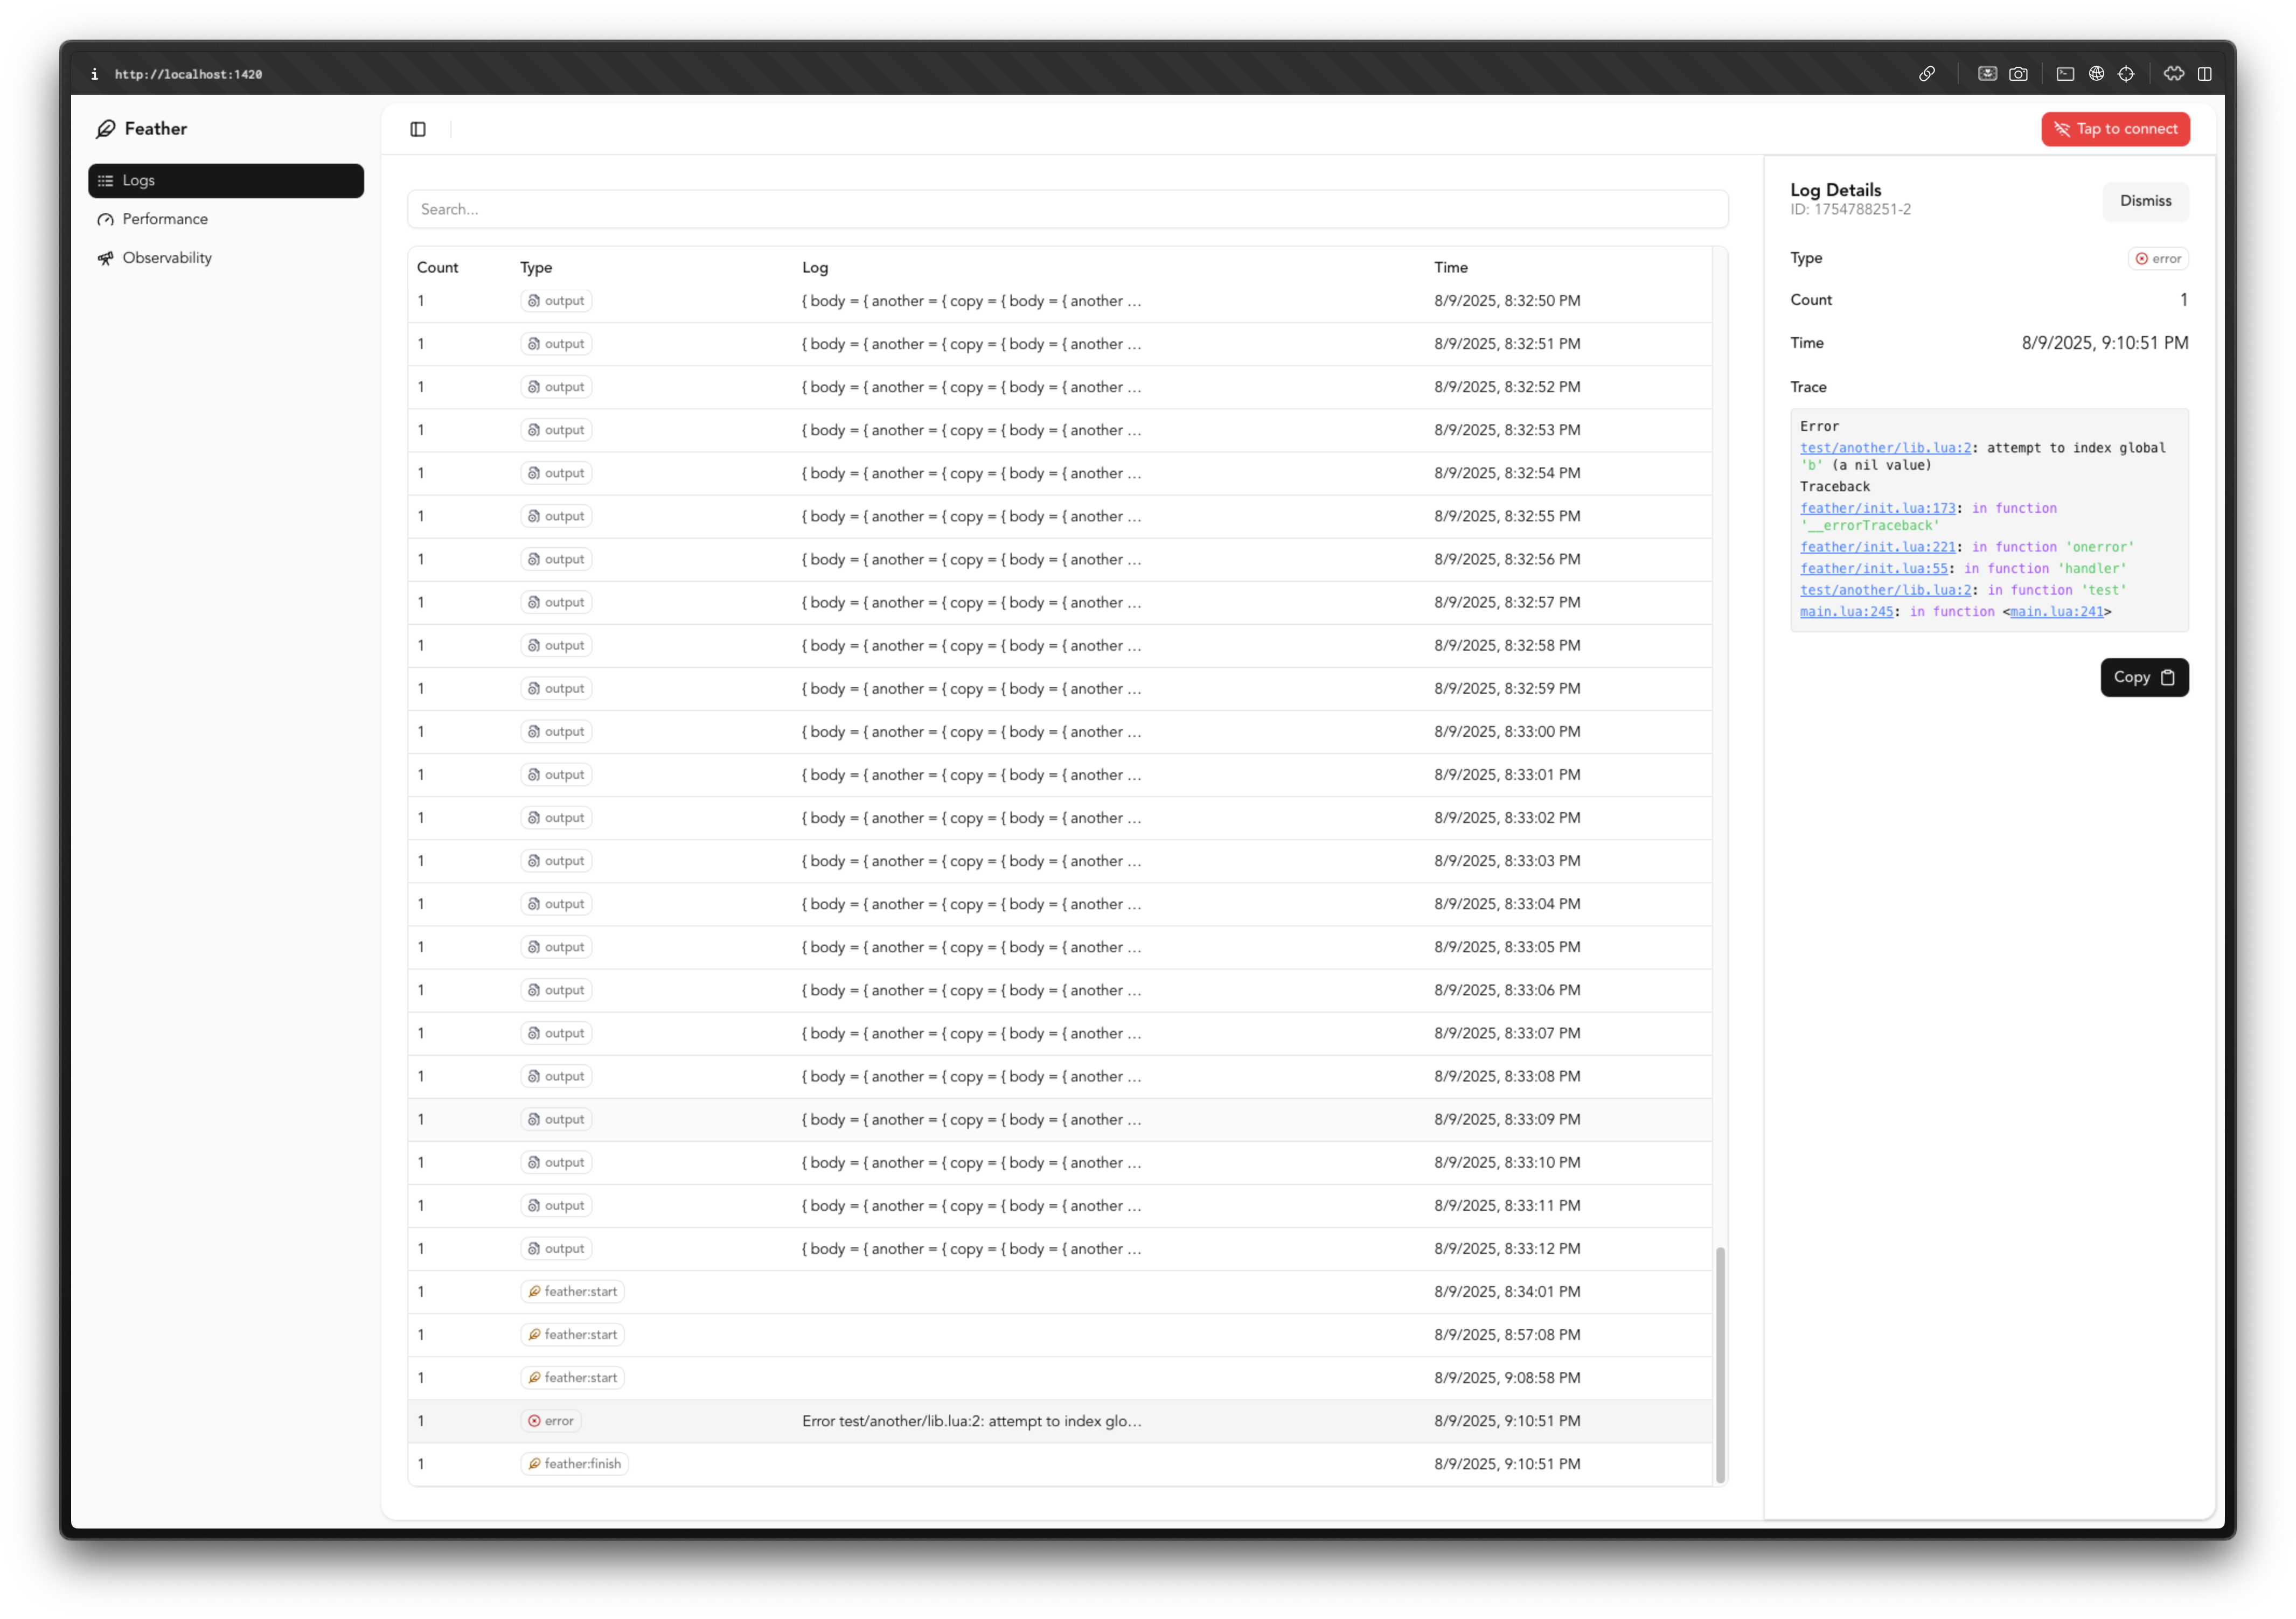 i http://localhost:1420
Feather
Tap to connect
Logs
Performance
Observability
Search...
Count Type Log Time
1 output { body = { another = { copy = { body = { another ... 8/9/2025, 8:32:50 PM
1 output { body = { another = { copy = { body = { another ... 8/9/2025, 8:32:51 PM
1 output { body = { another = { copy = { body = { another ... 8/9/2025, 8:32:52 PM
1 output { body = { another = { copy = { body = { another ... 8/9/2025, 8:32:53 PM
1 output { body = { another = { copy = { body = { another ... 8/9/2025, 8:32:54 PM
1 output { body = { another = { copy = { body = { another ... 8/9/2025, 8:32:55 PM
1 output { body = { another = { copy = { body = { another ... 8/9/2025, 8:32:56 PM
1 output { body = { another = { copy = { body = { another ... 8/9/2025, 8:32:57 PM
1 output { body = { another = { copy = { body = { another ... 8/9/2025, 8:32:58 PM
1 output { body = { another = { copy = { body = { another ... 8/9/2025, 8:32:59 PM
1 output { body = { another = { copy = { body = { another ... 8/9/2025, 8:33:00 PM
1 output { body = { another = { copy = { body = { another ... 8/9/2025, 8:33:01 PM
1 output { body = { another = { copy = { body = { another ... 8/9/2025, 8:33:02 PM
1 output { body = { another = { copy = { body = { another ... 8/9/2025, 8:33:03 PM
1 output { body = { another = { copy = { body = { another ... 8/9/2025, 8:33:04 PM
1 output { body = { another = { copy = { body = { another ... 8/9/2025, 8:33:05 PM
1 output { body = { another = { copy = { body = { another ... 8/9/2025, 8:33:06 PM
1 output { body = { another = { copy = { body = { another ... 8/9/2025, 8:33:07 PM
1 output { body = { another = { copy = { body = { another ... 8/9/2025, 8:33:08 PM
1 output { body = { another = { copy = { body = { another ... 8/9/2025, 8:33:09 PM
1 output { body = { another = { copy = { body = { another ... 8/9/2025, 8:33:10 PM
1 output { body = { another = { copy = { body = { another ... 8/9/2025, 8:33:11 PM
1 output { body = { another = { copy = { body = { another ... 8/9/2025, 8:33:12 PM
1 feather:start 8/9/2025, 8:34:01 PM
1 feather:start 8/9/2025, 8:57:08 PM
1 feather:start 8/9/2025, 9:08:58 PM
1 error Error test/another/lib.lua:2: attempt to index glo... 8/9/2025, 9:10:51 PM
1 feather:finish 8/9/2025, 9:10:51 PM
Log Details
ID: 1754788251-2
Dismiss
Type error
Count 1
Time 8/9/2025, 9:10:51 PM
Trace
Error
test/another/lib.lua:2: attempt to index global
'b' (a nil value)
Traceback
feather/init.lua:173: in function
'__errorTraceback'
feather/init.lua:221: in function 'onerror'
feather/init.lua:55: in function 'handler'
test/another/lib.lua:2: in function 'test'
main.lua:245: in function <main.lua:241>
Copy